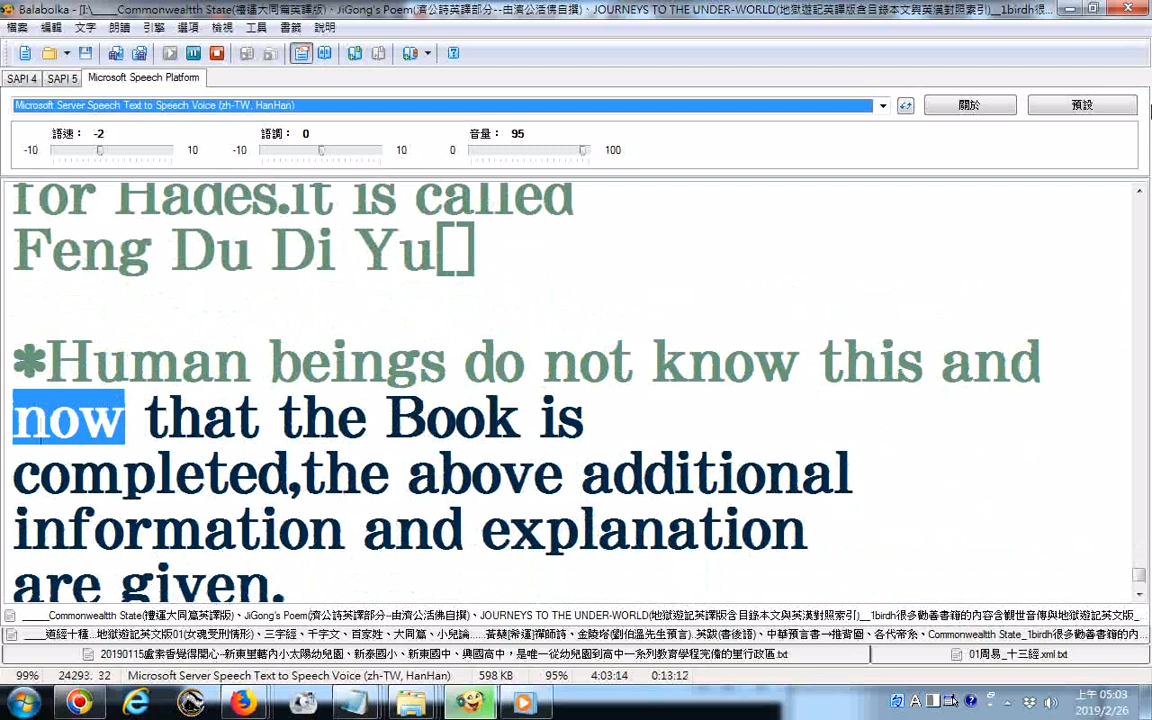 Balabolka - [I:\_____Commonwealtth State(禮運大同篇英譯版)、JiGong's Poem(濟公詩英譯部分--由濟公活佛自撰)、JOURNEYS TO THE UNDER-WORLD(地獄遊記英譯版含目錄本文與英漢對照索引)__1birdh很...
檔案 編輯 文字 朗讀 引擎 選項 檢視 工具 書籤 說明
SAPI 4 SAPI 5 Microsoft Speech Platform
Microsoft Server Speech Text to Speech Voice (zh-TW, HanHan)
關於 預設
語速： -2 語調： 0 音量： 95
-10 10 -10 10 0 100
for Hades.it is called
Feng Du Di Yu[]
*Human beings do not know this and
now that the Book is
completed,the above additional
information and explanation
are given.
_____Commonwealtth State(禮運大同篇英譯版)、JiGong's Poem(濟公詩英譯部分--由濟公活佛自撰)、JOURNEYS TO THE UNDER-WORLD(地獄遊記英譯版含目錄本文與英漢對照索引)__1birdh很多勸善書籍的內容含觀世音傳與地獄遊記英文版_
____道經十種...地獄遊記英文版01(女魂受刑情形)、三字經、千字文、百家姓、大同篇、小兒論......黃蘗[希運]禪師詩、金陵塔(劉伯溫先生預言).英跋(書後語)、中華預言書一推背圖、各代帝系、Commonwealth State_1birdh很多勸善書籍的內...
20190115盧素香覺得開心--新東里轄內小太陽幼兒園、新泰國小、新東國中、興國高中，是唯一從幼兒園到高中一系列教育學程完備的里行政區.txt 01周易_十三經.xml.txt
99% 24293. 32 Microsoft Server Speech Text to Speech Voice (zh-TW, HanHan) 598 KB 95% 4:03:14 0:13:12
上午 05:03
2019/2/26